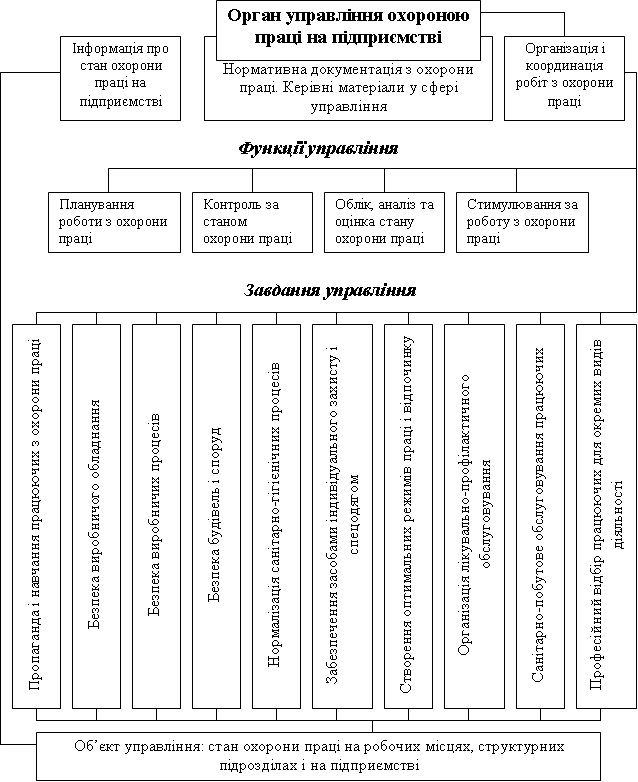 Орган управління охороною
праці на підприємстві
Інформація про
стан охорони
праці на
підприємстві
Нормативна документація з охорони
праці. Керівні матеріали у сфері
управління
Організація і
координація
робіт з охорони
праці
Функції управління
Планування
роботи з охорони
праці
Контроль за
станом
охорони праці
Облік, аналіз та
оцінка стану
охорони праці
Стимулювання за
роботу з охорони
праці
Завдання управління
Пропаганда і навчання працюючих з охорони праці
Безпека виробничого обладнання
Безпека виробничих процесів
Безпека будівель і споруд
Нормалізація санітарно-гігієнічних процесів
Забезпечення засобами індивідуального захисту і
спецодягом
Створення оптимальних режимів праці і відпочинку
Організація лікувально-профілактичного
обслуговування
Санітарно-побутове обслуговування працюючих
Професійний відбір працюючих для окремих видів
діяльності
Об’єкт управління: стан охорони праці на робочих місцях, структурних
підрозділах і на підприємстві